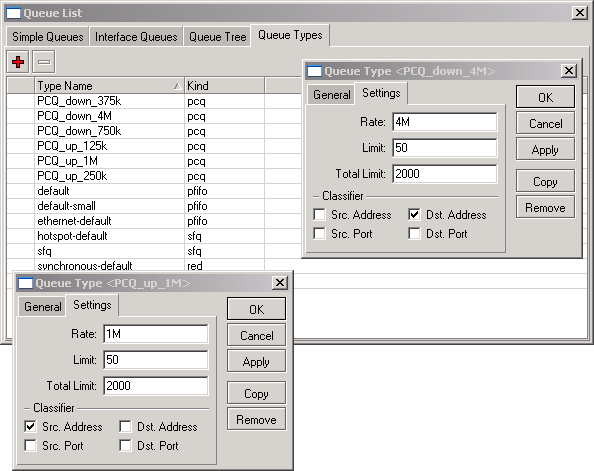 Queue List
Simple Queues Interface Queues Queue Tree Queue Types
Type Name Kind
PCQ_down_375k pcq
PCQ_down_4M pcq
PCQ_down_750k pcq
PCQ_up_125k pcq
PCQ_up_1M pcq
PCQ_up_250k pcq
default pfifo
default-small pfifo
ethernet-default pfifo
hotspot-default sfq
sfq sfq
synchronous-default red
Queue Type <PCQ_down_4M>
General Settings
Rate: 4M
Limit: 50
Total Limit: 2000
Classifier
Src. Address Dst. Address
Src. Port Dst. Port
OK
Cancel
Apply
Copy
Remove
Queue Type <PCQ_up_1M>
General Settings
Rate: 1M
Limit: 50
Total Limit: 2000
Classifier
Src. Address Dst. Address
Src. Port Dst. Port
OK
Cancel
Apply
Copy
Remove